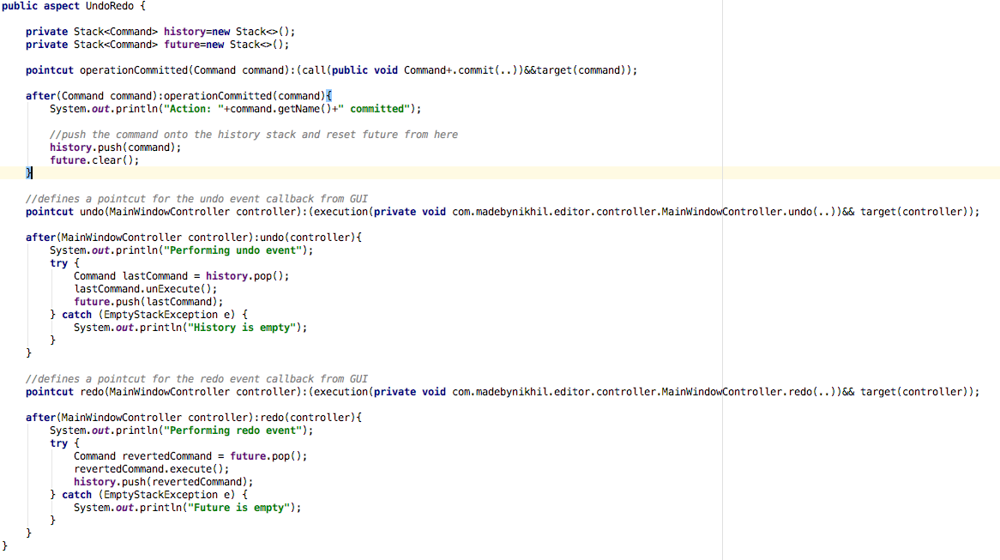 public aspect UndoRedo {
private Stack<Command> history=new Stack<>();
private Stack<Command> future=new Stack<>();
pointcut operationCommitted(Command command):(call(public void Command+.commit(..))&&target(command));
after(Command command):operationCommitted(command){
System.out.println("Action: "+command.getName()+" committed");
//push the command onto the history stack and reset future from here
history.push(command);
future.clear();
}
//defines a pointcut for the undo event callback from GUI
pointcut undo(MainWindowController controller):(execution(private void com.madebynikhil.editor.controller.MainWindowController.undo(..))&& target(controller));
after(MainWindowController controller):undo(controller){
System.out.println("Performing undo event");
try {
Command lastCommand = history.pop();
lastCommand.unExecute();
future.push(lastCommand);
} catch (EmptyStackException e) {
System.out.println("History is empty");
}
}
//defines a pointcut for the redo event callback from GUI
pointcut redo(MainWindowController controller):(execution(private void com.madebynikhil.editor.controller.MainWindowController.redo(..))&& target(controller));
after(MainWindowController controller):redo(controller){
System.out.println("Performing redo event");
try {
Command revertedCommand = future.pop();
revertedCommand.execute();
history.push(revertedCommand);
} catch (EmptyStackException e) {
System.out.println("Future is empty");
}
}
}